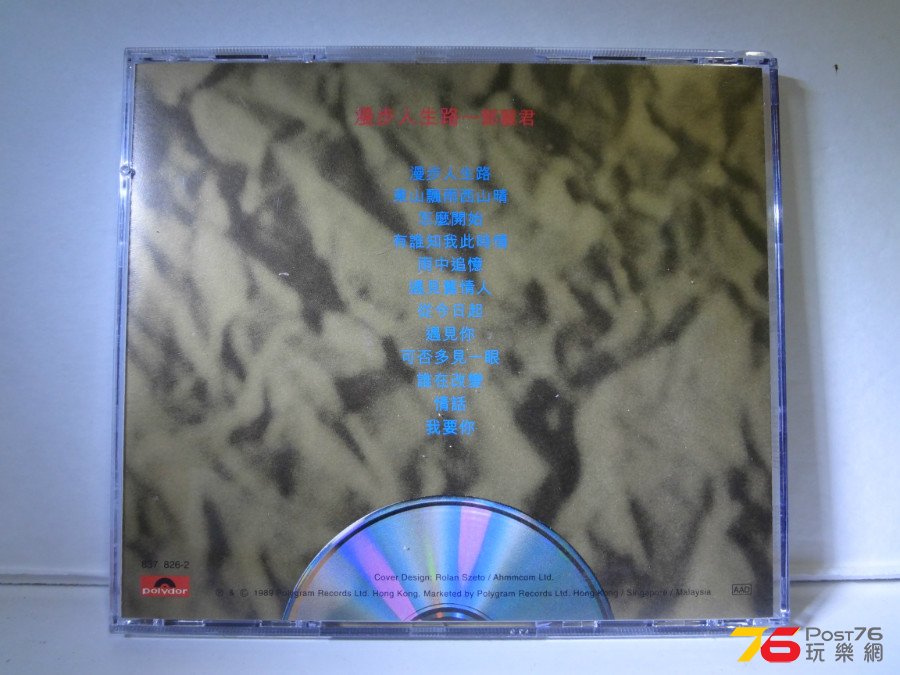 漫步人生路—鄧麗君
漫步人生路
東山飄雨西山晴
怎麼開始
有誰知我此時情
雨中追憶
遇見舊情人
從今日起
遇見你
可否多見一眼
誰在改變
情話
我要你
837 826-2
polydor
Cover Design: Rolan Szeto / Ahmmcom Ltd.
℗ & © 1989 Polygram Records Ltd. Hong Kong. Marketed by Polygram Records Ltd. Hong Kong / Singapore / Malaysia
AAD
76 Post76
玩樂網